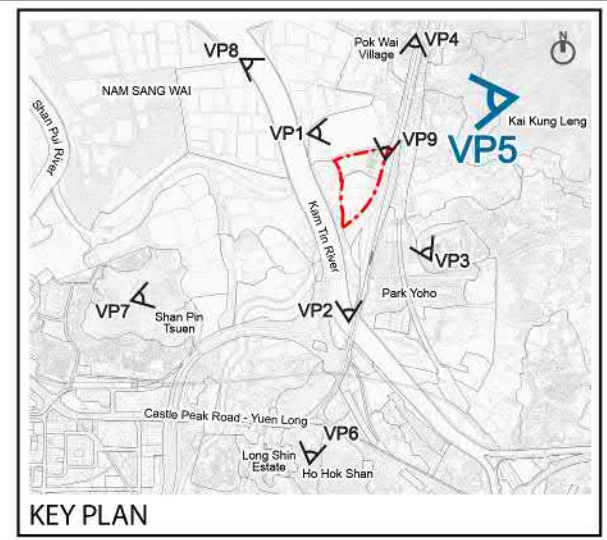 VP8
Pok Wai
Village
VP4
N
NAM SANG WAI
Shan Pui River
VP1
VP9
Kai Kung Leng
VP5
Kam Tin River
VP3
Park Yoho
VP7
Shan Pin
Tsuen
VP2
Castle Peak Road - Yuen Long
VP6
Long Shin
Estate
Ho Hok Shan
KEY PLAN